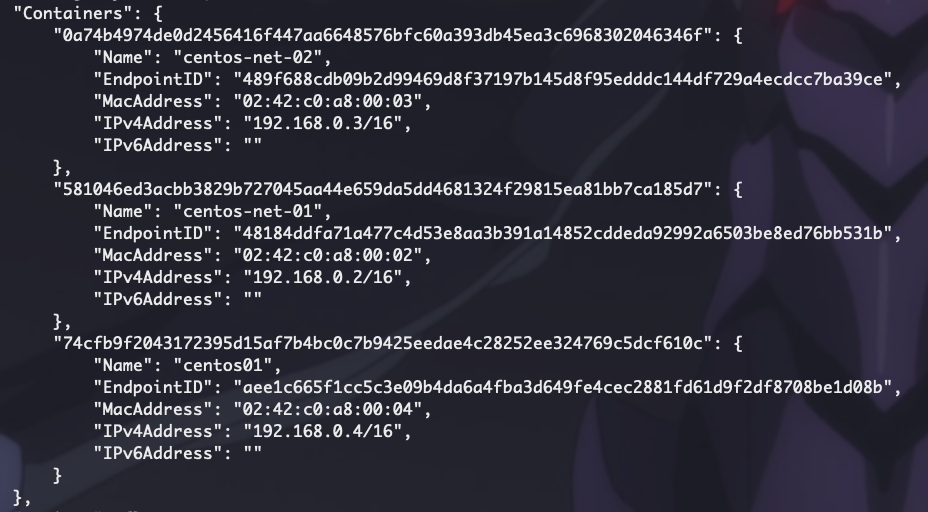 "Containers": {
"0a74b4974de0d2456416f447aa6648576bfc60a393db45ea3c6968302046346f": {
"Name": "centos-net-02",
"EndpointID": "489f688cdb09b2d99469d8f37197b145d8f95edddc144df729a4ecdcc7ba39ce",
"MacAddress": "02:42:c0:a8:00:03",
"IPv4Address": "192.168.0.3/16",
"IPv6Address": ""
},
"581046ed3acbb3829b727045aa44e659da5dd4681324f29815ea81bb7ca185d7": {
"Name": "centos-net-01",
"EndpointID": "48184ddfa71a477c4d53e8aa3b391a14852cddeda92992a6503be8ed76bb531b",
"MacAddress": "02:42:c0:a8:00:02",
"IPv4Address": "192.168.0.2/16",
"IPv6Address": ""
},
"74cfb9f2043172395d15af7b4bc0c7b9425eedae4c28252ee324769c5dcf610c": {
"Name": "centos01",
"EndpointID": "aee1c665f1cc5c3e09b4da6a4fba3d649fe4cec2881fd61d9f2df8708be1d08b",
"MacAddress": "02:42:c0:a8:00:04",
"IPv4Address": "192.168.0.4/16",
"IPv6Address": ""
}
},